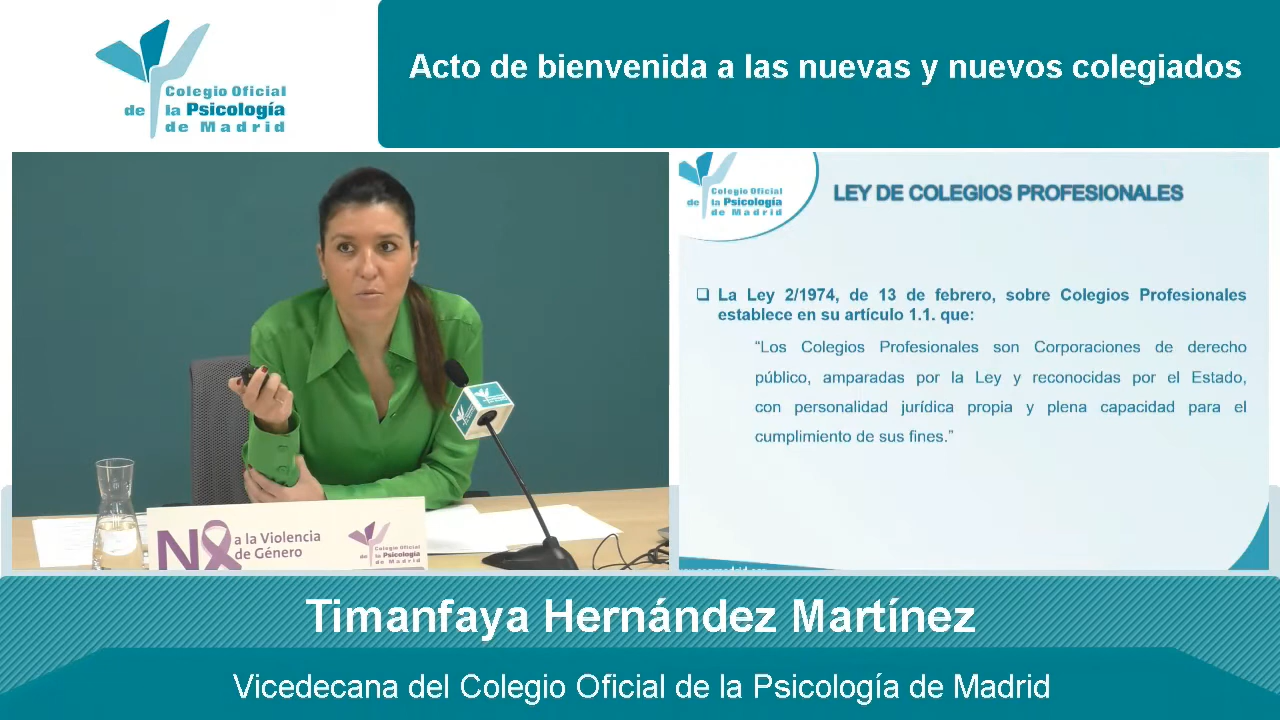 Colegio Oficial
de la Psicología
de Madrid
Acto de bienvenida a las nuevas y nuevos colegiados
Colegio Oficial
de la Psicología
de Madrid
LEY DE COLEGIOS PROFESIONALES
La Ley 2/1974, de 13 de febrero, sobre Colegios Profesionales
establece en su artículo 1.1. que:
“Los Colegios Profesionales son Corporaciones de derecho
público, amparadas por la Ley y reconocidas por el Estado,
con personalidad jurídica propia y plena capacidad para el
cumplimiento de sus fines.”
NO a la Violencia
de Género
Colegio Oficial
de la Psicología
de Madrid
Timanfaya Hernández Martínez
Vicedecana del Colegio Oficial de la Psicología de Madrid